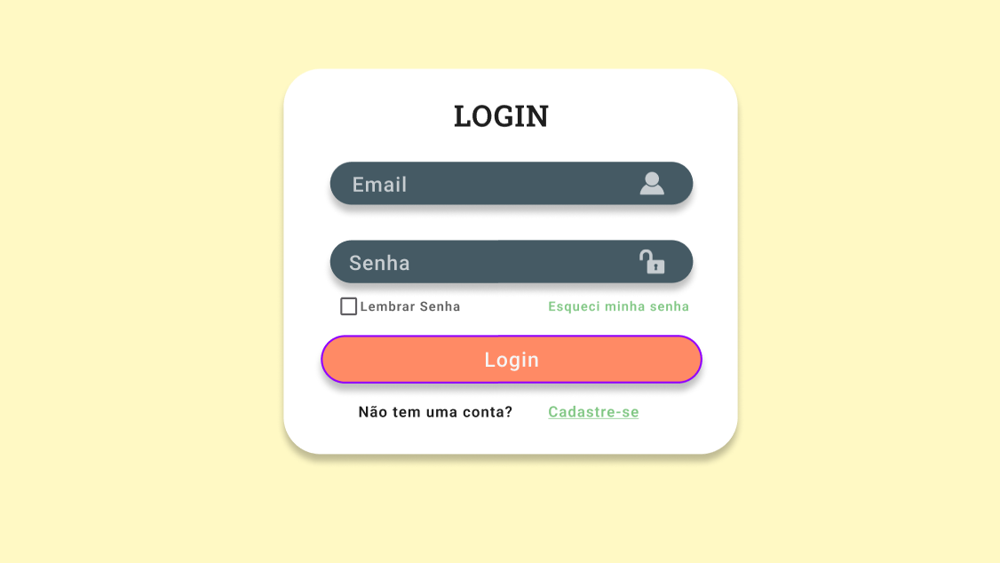 LOGIN
Email
Senha
Lembrar Senha Esqueci minha senha
Login
Não tem uma conta? Cadastre-se